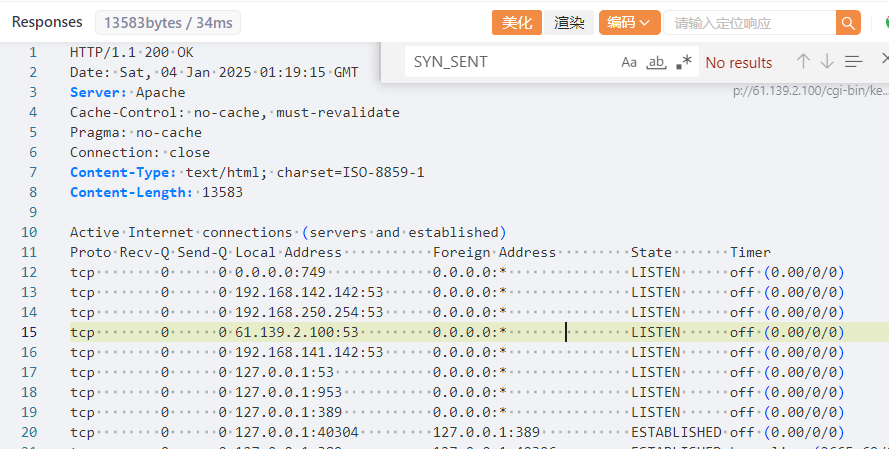 Responses 13583bytes / 34ms 美化 渲染 编码 请输入定位响应
SYN_SENT Aa ab No results
p://61.139.2.100/cgi-bin/ke...
1 HTTP/1.1 200 OK
2 Date: Sat, 04 Jan 2025 01:19:15 GMT
3 Server: Apache
4 Cache-Control: no-cache, must-revalidate
5 Pragma: no-cache
6 Connection: close
7 Content-Type: text/html; charset=ISO-8859-1
8 Content-Length: 13583
9
10 Active Internet connections (servers and established)
11 Proto Recv-Q Send-Q Local Address Foreign Address State Timer
12 tcp 0 0 0.0.0.0:749 0.0.0.0:* LISTEN off (0.00/0/0)
13 tcp 0 0 192.168.142.142:53 0.0.0.0:* LISTEN off (0.00/0/0)
14 tcp 0 0 192.168.250.254:53 0.0.0.0:* LISTEN off (0.00/0/0)
15 tcp 0 0 61.139.2.100:53 0.0.0.0:* LISTEN off (0.00/0/0)
16 tcp 0 0 192.168.141.142:53 0.0.0.0:* LISTEN off (0.00/0/0)
17 tcp 0 0 127.0.0.1:53 0.0.0.0:* LISTEN off (0.00/0/0)
18 tcp 0 0 127.0.0.1:953 0.0.0.0:* LISTEN off (0.00/0/0)
19 tcp 0 0 127.0.0.1:389 0.0.0.0:* LISTEN off (0.00/0/0)
20 tcp 0 0 127.0.0.1:40304 127.0.0.1:389 ESTABLISHED off (0.00/0/0)